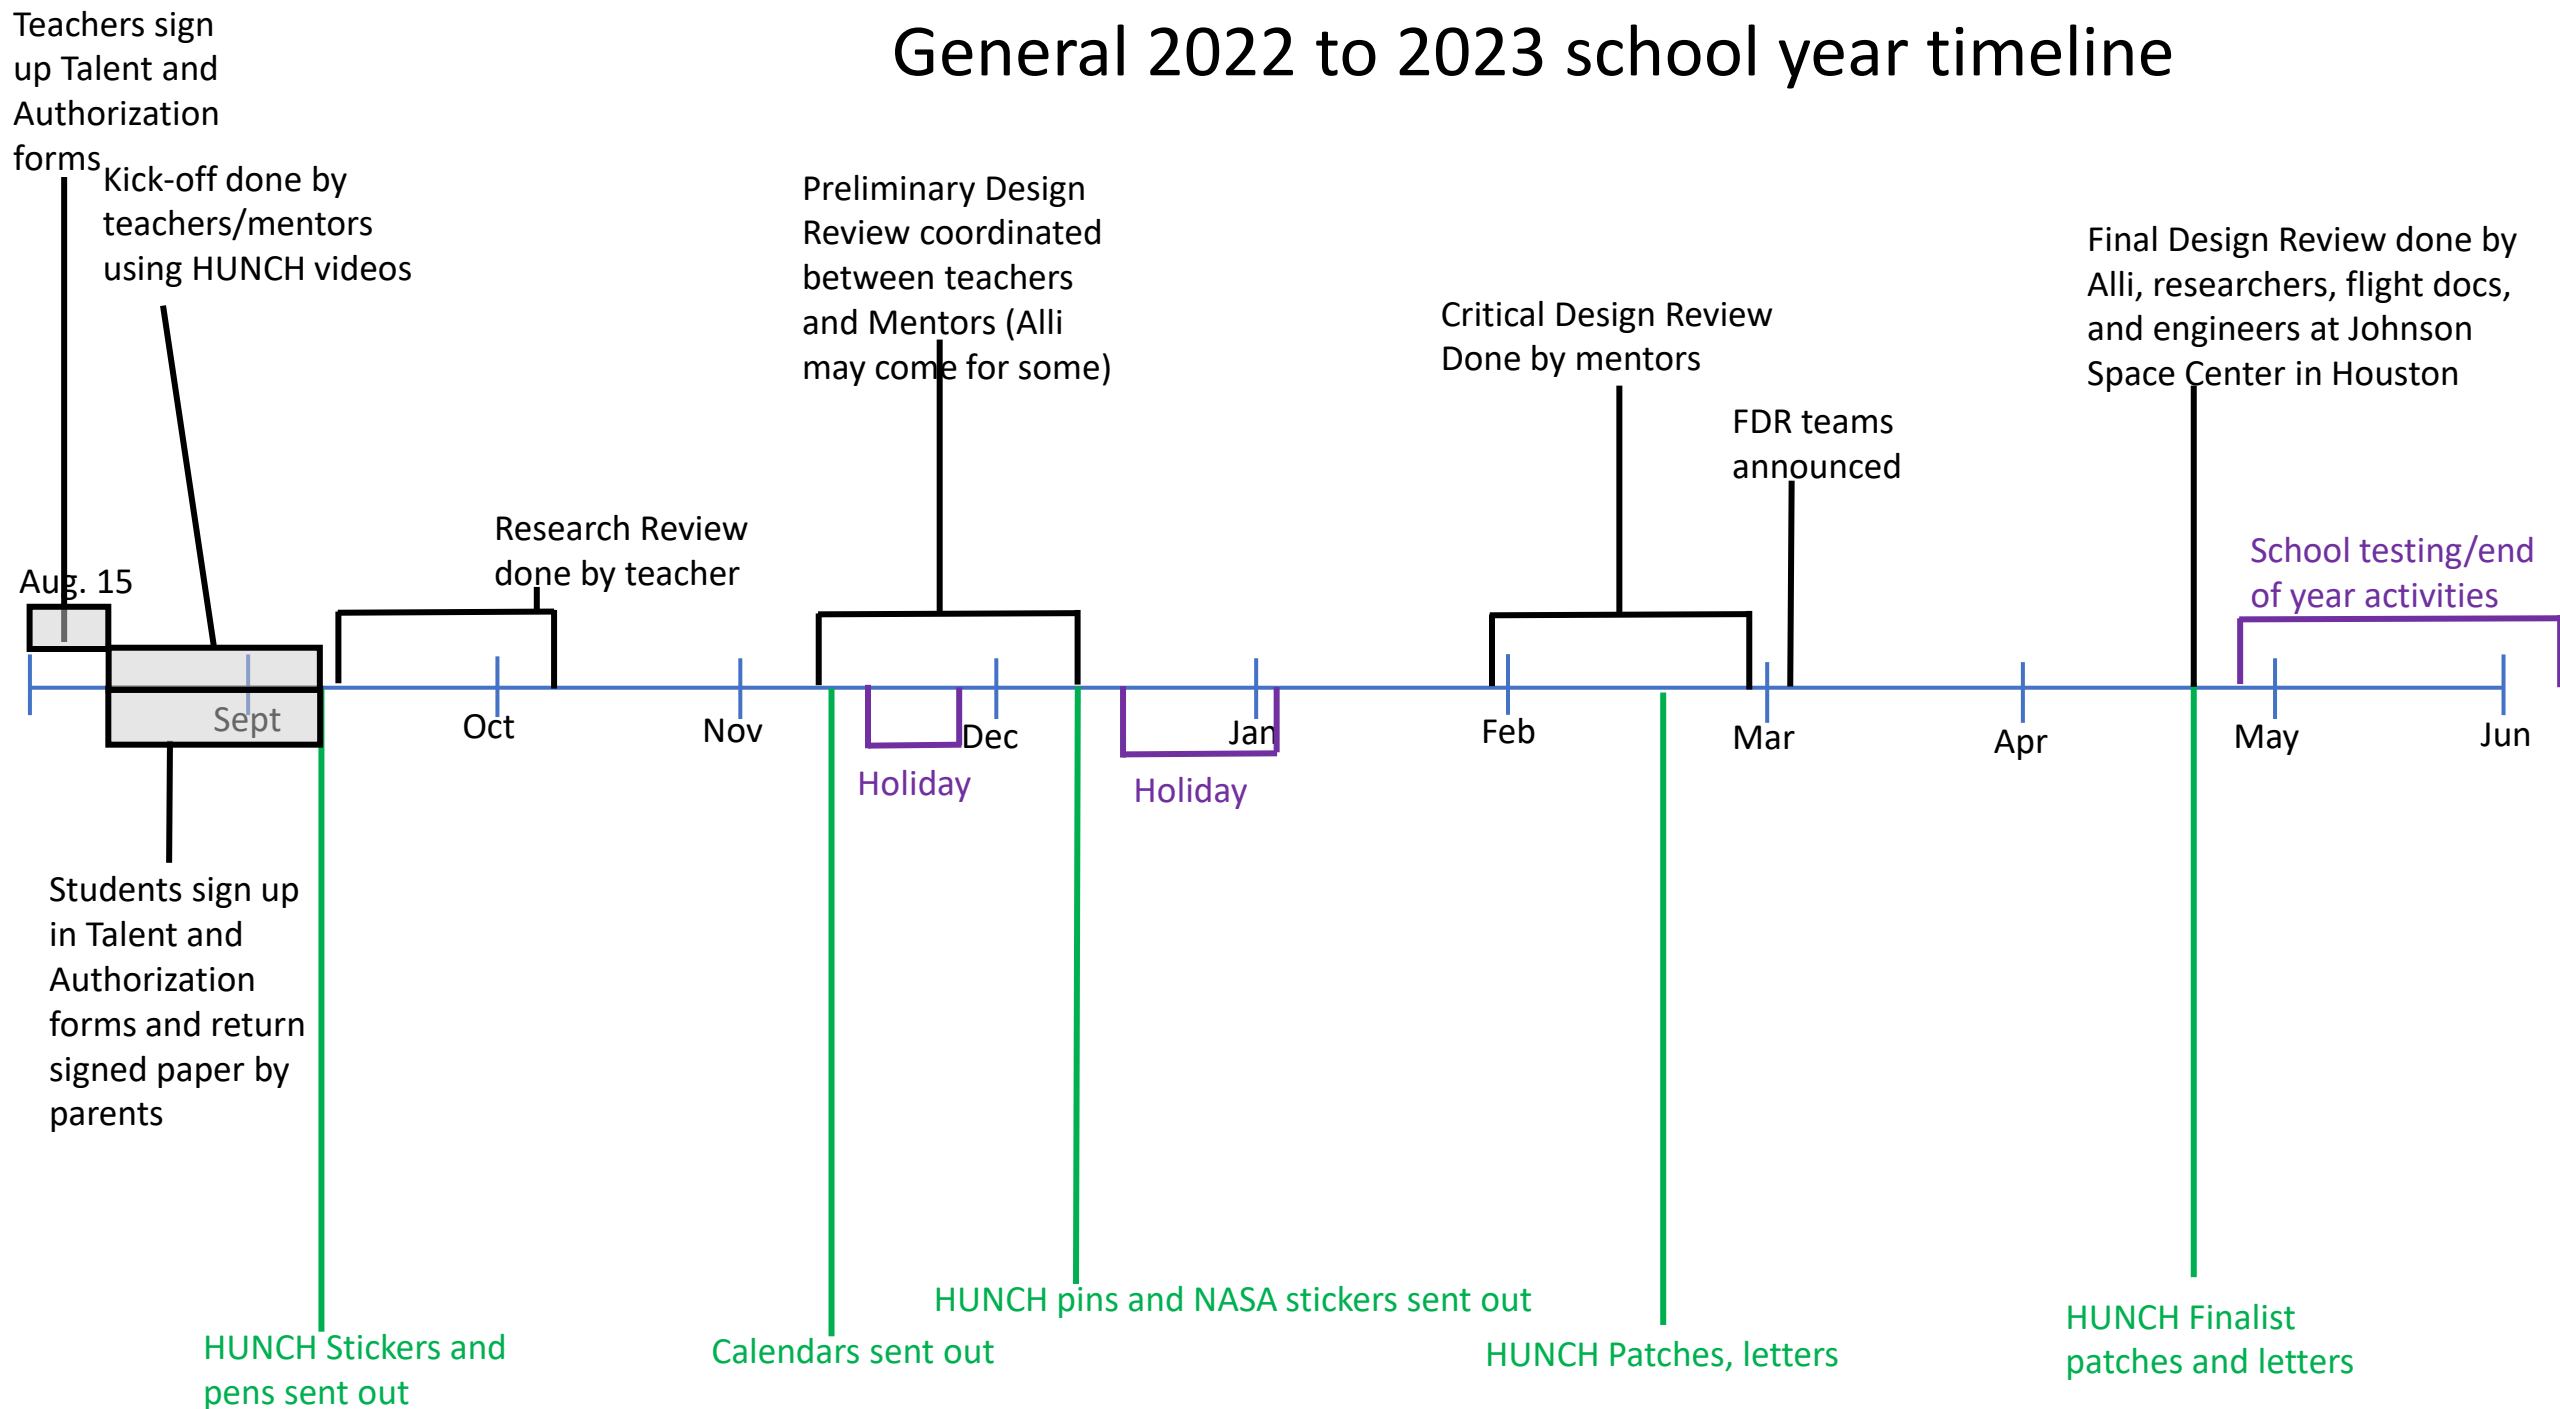 Teachers sign
up Talent and
Authorization
forms
General 2022 to 2023 school year timeline
Kick-off done by
teachers/mentors
using HUNCH videos
Preliminary Design
Review coordinated
between teachers
and Mentors (Alli
may come for some)
Final Design Review done by
Alli, researchers, flight docs,
and engineers at Johnson
Space Center in Houston
Critical Design Review
Done by mentors
FDR teams
announced
Research Review
done by teacher
School testing/end
of year activities
Aug. 15
Sept
Oct
Nov
Dec
Jan
Feb
Mar
Apr
May
Jun
Holiday
Holiday
Students sign up
in Talent and
Authorization
forms and return
signed paper by
parents
HUNCH Stickers and
pens sent out
Calendars sent out
HUNCH pins and NASA stickers sent out
HUNCH Patches, letters
HUNCH Finalist
patches and letters